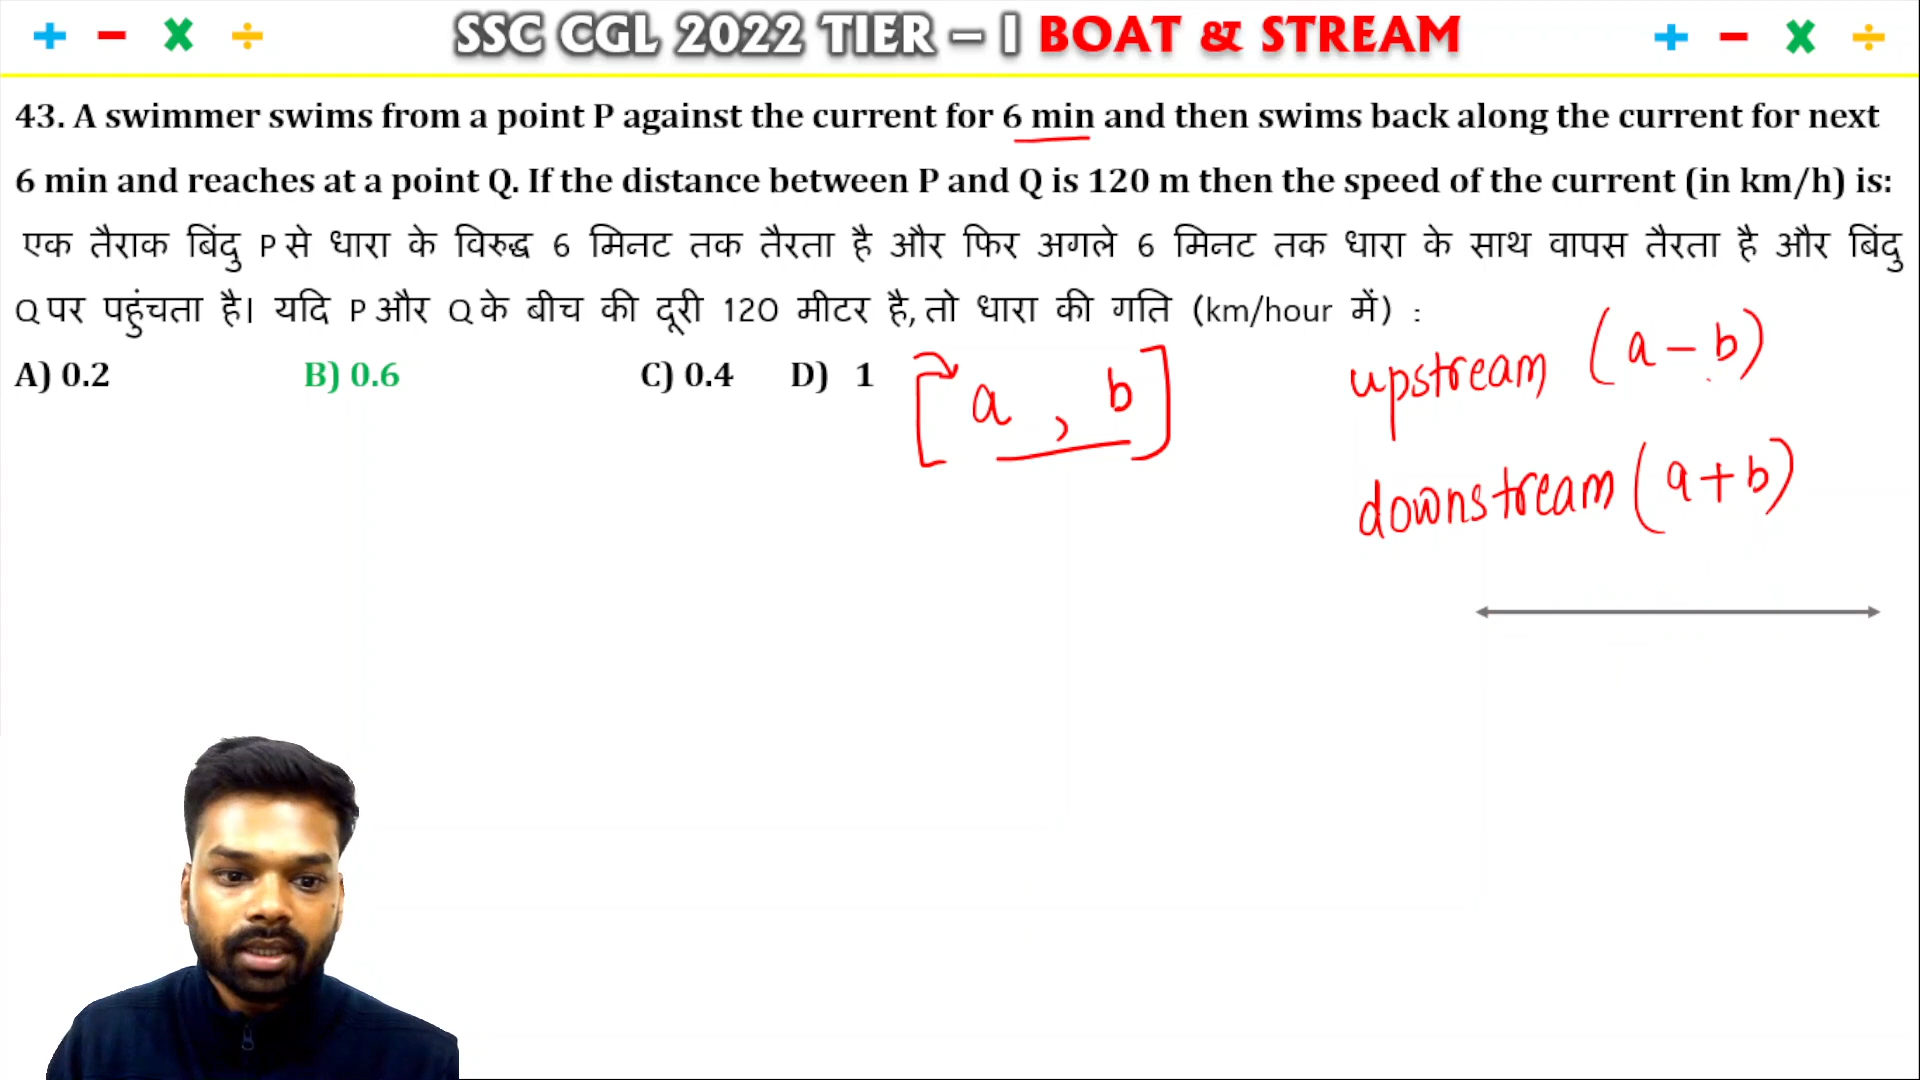 + - × ÷ SSC CGL 2022 TIER – I BOAT & STREAM + - × ÷
43. A swimmer swims from a point P against the current for 6 min and then swims back along the current for next
6 min and reaches at a point Q. If the distance between P and Q is 120 m then the speed of the current (in km/h) is:
एक तैराक बिंदु P से धारा के विरुद्ध 6 मिनट तक तैरता है और फिर अगले 6 मिनट तक धारा के साथ वापस तैरता है और बिंदु
Q पर पहुंचता है। यदि P और Q के बीच की दूरी 120 मीटर है, तो धारा की गति (km/hour में) :
A) 0.2 B) 0.6 C) 0.4 D) 1
[a , b]
upstream (a - b)
downstream (a + b)